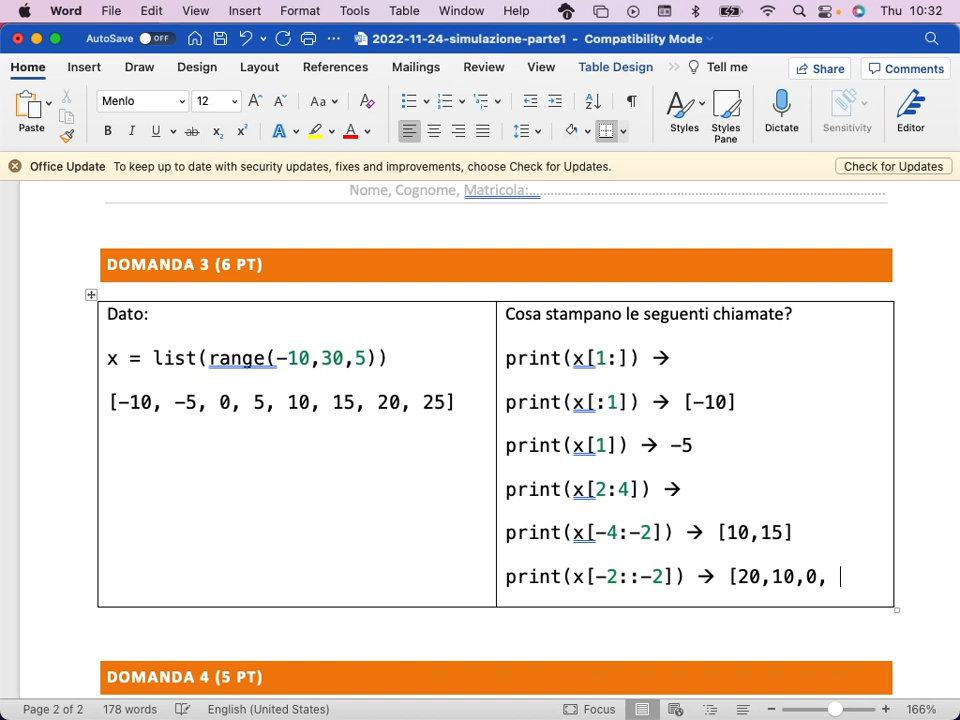 Word File Edit View Insert Format Tools Table Window Help Thu 10:32
AutoSave OFF 2022-11-24-simulazione-parte1 - Compatibility Mode
Home Insert Draw Design Layout References Mailings Review View Table Design Tell me Share Comments
Menlo 12
Paste Styles Styles Pane Dictate Sensitivity Editor
Office Update To keep up to date with security updates, fixes and improvements, choose Check for Updates. Check for Updates
Nome, Cognome, Matricola:...
DOMANDA 3 (6 PT)
Dato:
x = list(range(-10,30,5))
[-10, -5, 0, 5, 10, 15, 20, 25]
Cosa stampano le seguenti chiamate?
print(x[1:]) →
print(x[:1]) → [-10]
print(x[1]) → -5
print(x[2:4]) →
print(x[-4:-2]) → [10,15]
print(x[-2::-2]) → [20,10,0,
DOMANDA 4 (5 PT)
Page 2 of 2 178 words English (United States) Focus 166%